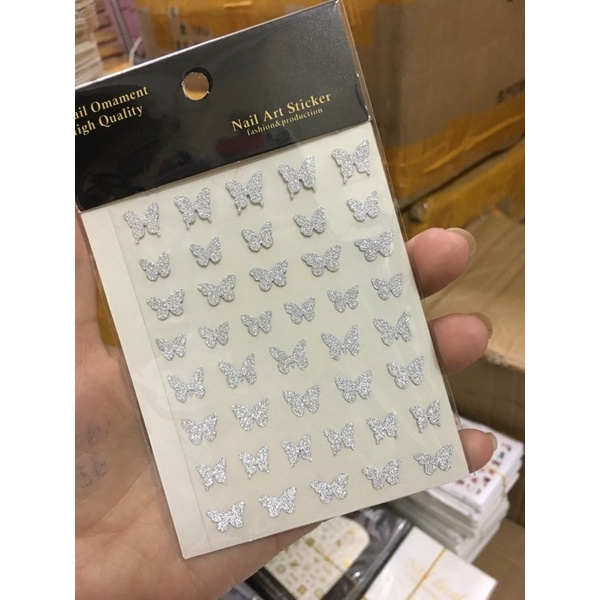 ail Omament
igh Quality
Nail Art Sticker
fashion&production